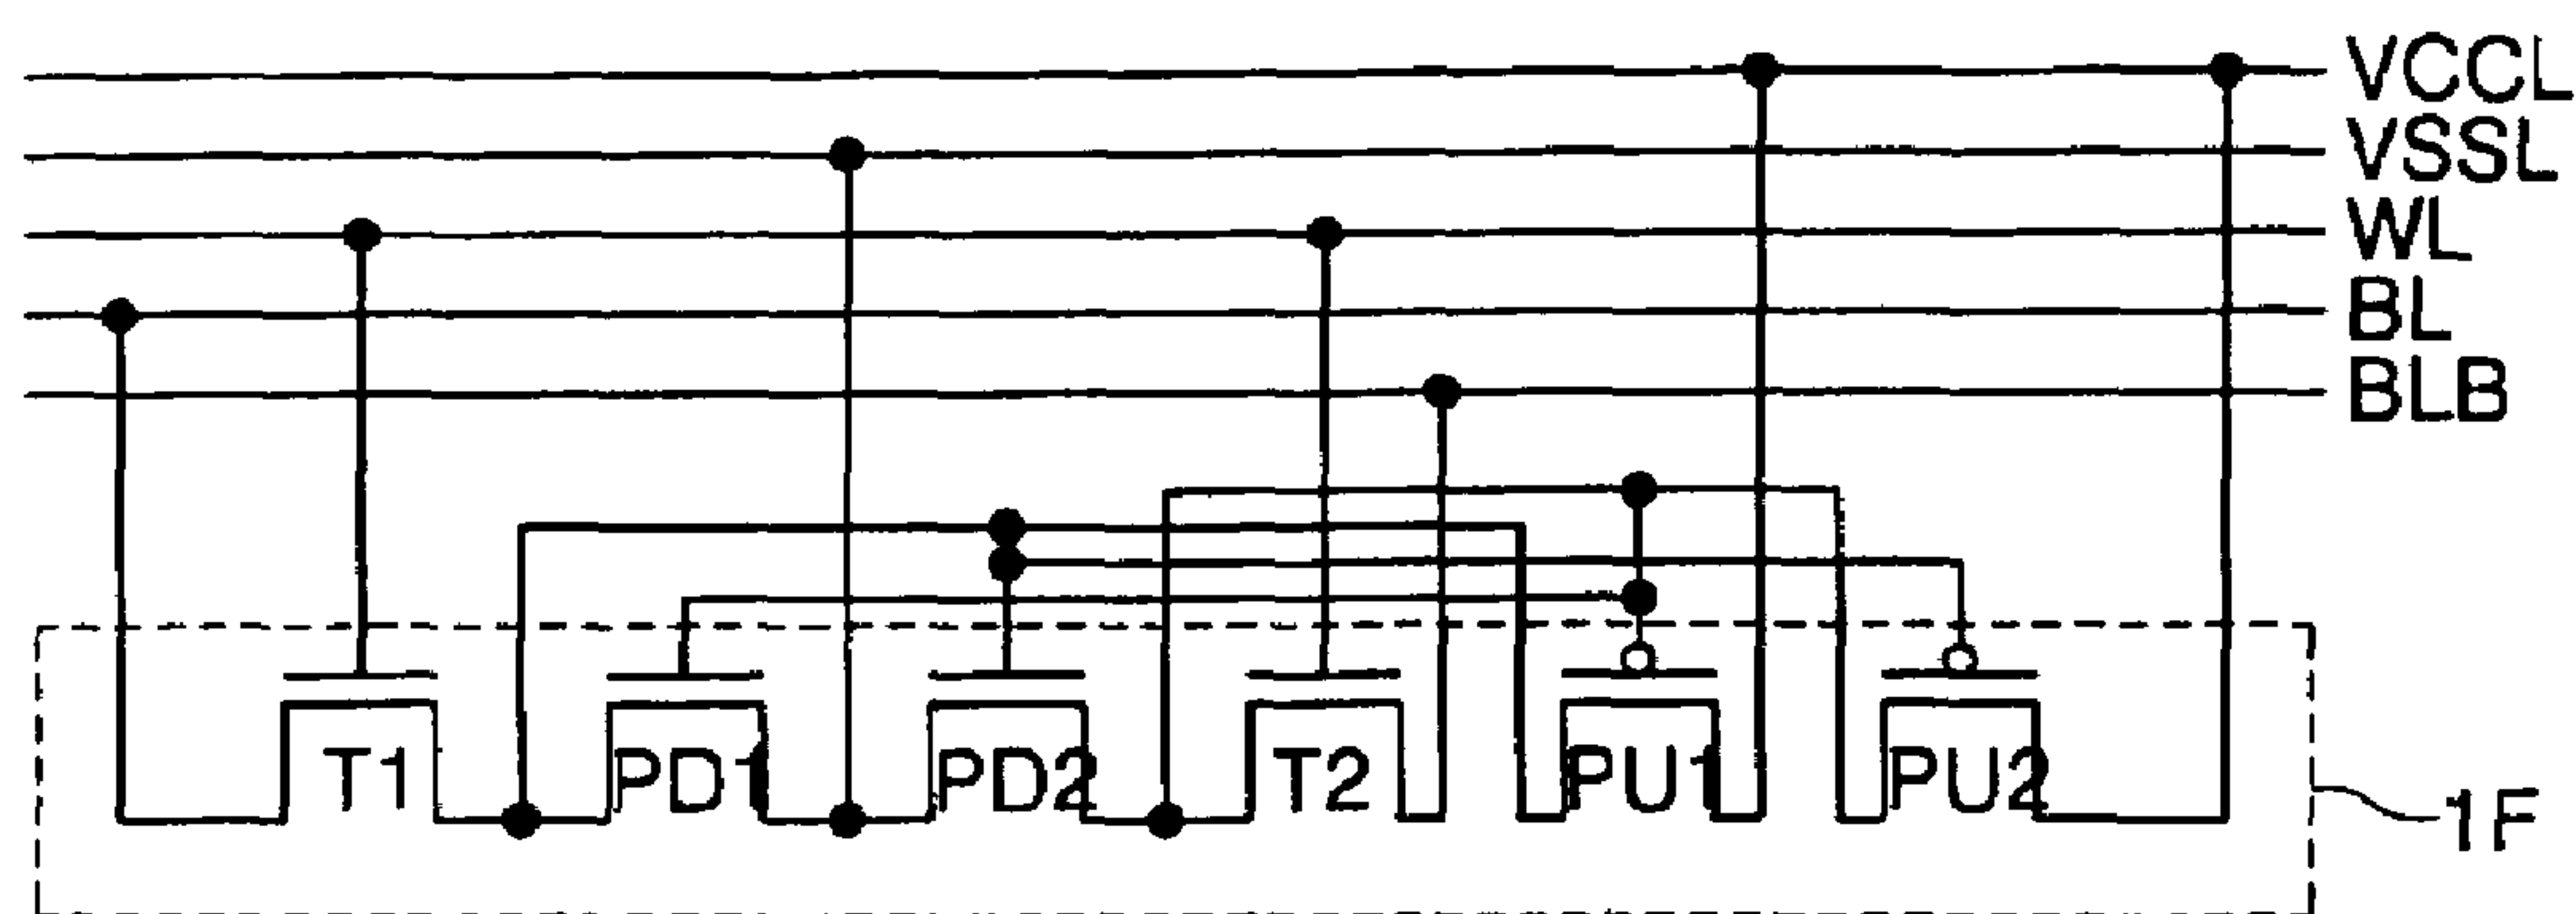 VCCL
VSSL
WL
BL
BLB
T1 PD1 PD2 T2 PU1 PU2
1F